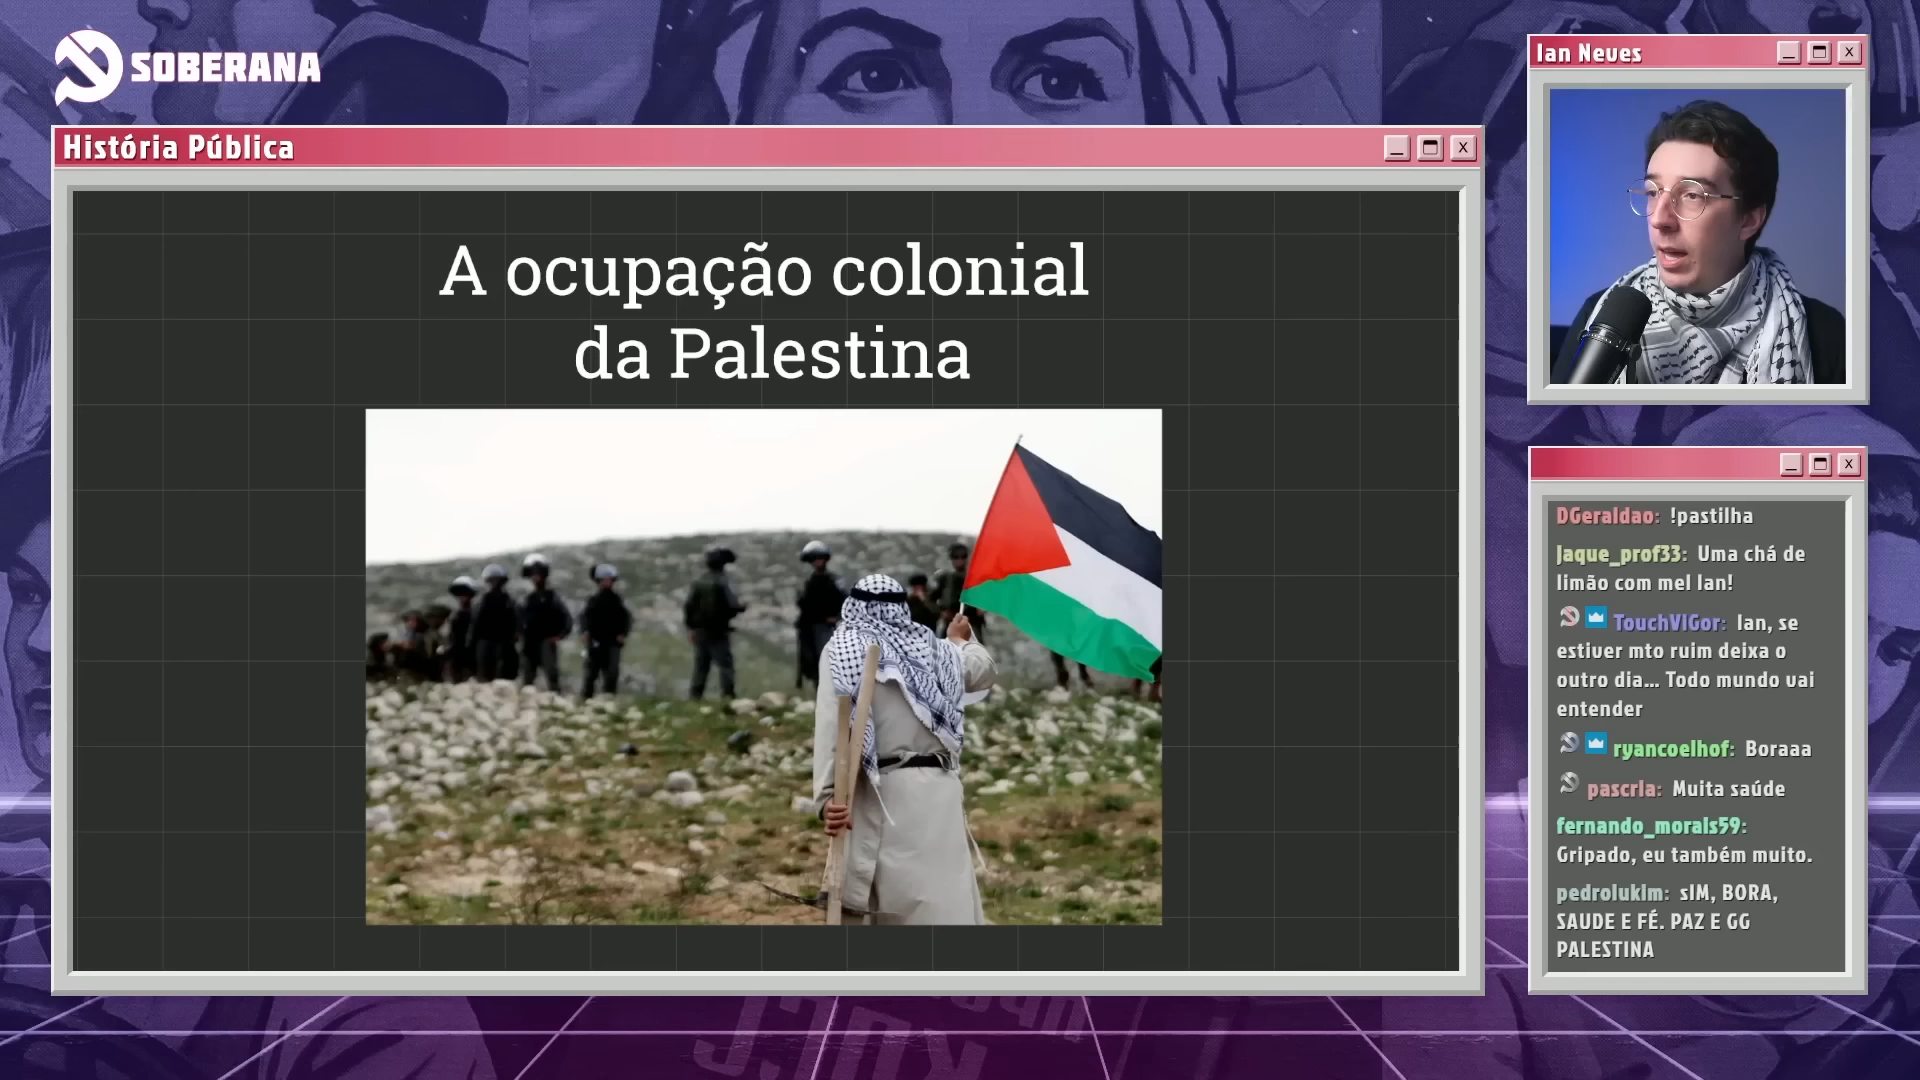 SOBERANA
História Pública
A ocupação colonial
da Palestina
Ian Neves
DGeraldao: !pastilha
Jaque_prof33: Uma chá de
limão com mel Ian!
TouchVIGor: Ian, se
estiver mto ruim deixa o
outro dia... Todo mundo vai
entender
ryancoelhof: Boraaa
pascria: Muita saúde
fernando_morais59:
Gripado, eu também muito.
pedrolukim: sIM, BORA,
SAUDE E FÉ. PAZ E GG
PALESTINA